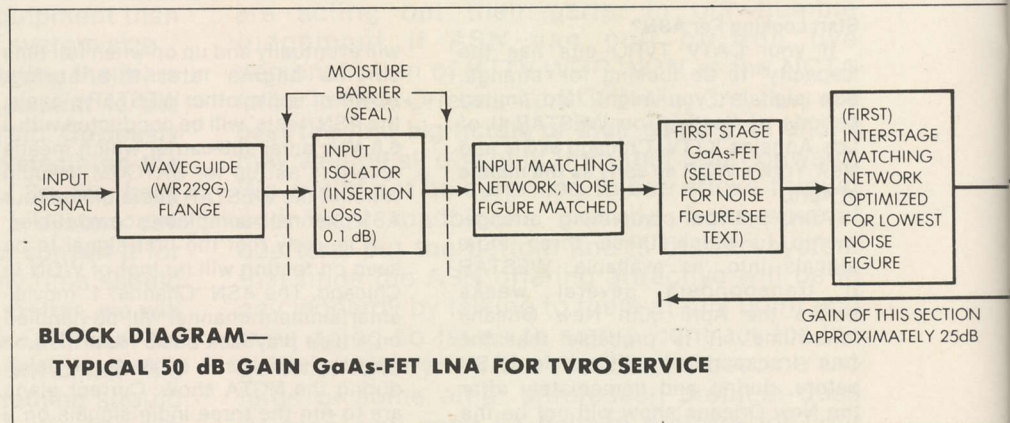 MOISTURE
BARRIER
(SEAL)
INPUT
SIGNAL
WAVEGUIDE
(WR229G)
FLANGE
INPUT
ISOLATOR
(INSERTION
LOSS
0.1 dB)
INPUT MATCHING
NETWORK, NOISE
FIGURE MATCHED
FIRST STAGE
GaAs-FET
(SELECTED
FOR NOISE
FIGURE-SEE
TEXT)
(FIRST)
INTERSTAGE
MATCHING
NETWORK
OPTIMIZED
FOR LOWEST
NOISE
FIGURE
GAIN OF THIS SECTION
APPROXIMATELY 25dB
BLOCK DIAGRAM—
TYPICAL 50 dB GAIN GaAs-FET LNA FOR TVRO SERVICE